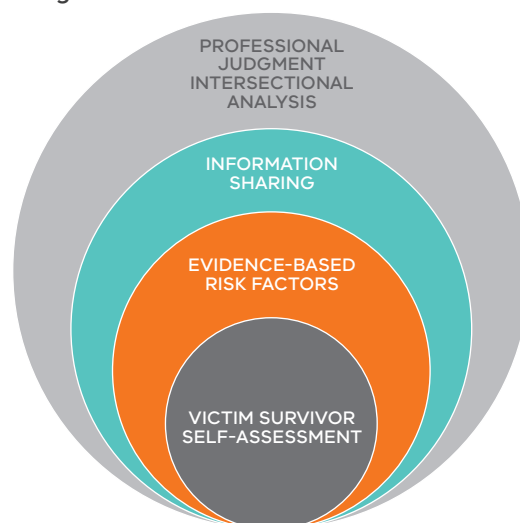 PROFESSIONAL
JUDGMENT
INTERSECTIONAL
ANALYSIS
INFORMATION
SHARING
EVIDENCE-BASED
RISK FACTORS
VICTIM SURVIVOR
SELF-ASSESSMENT